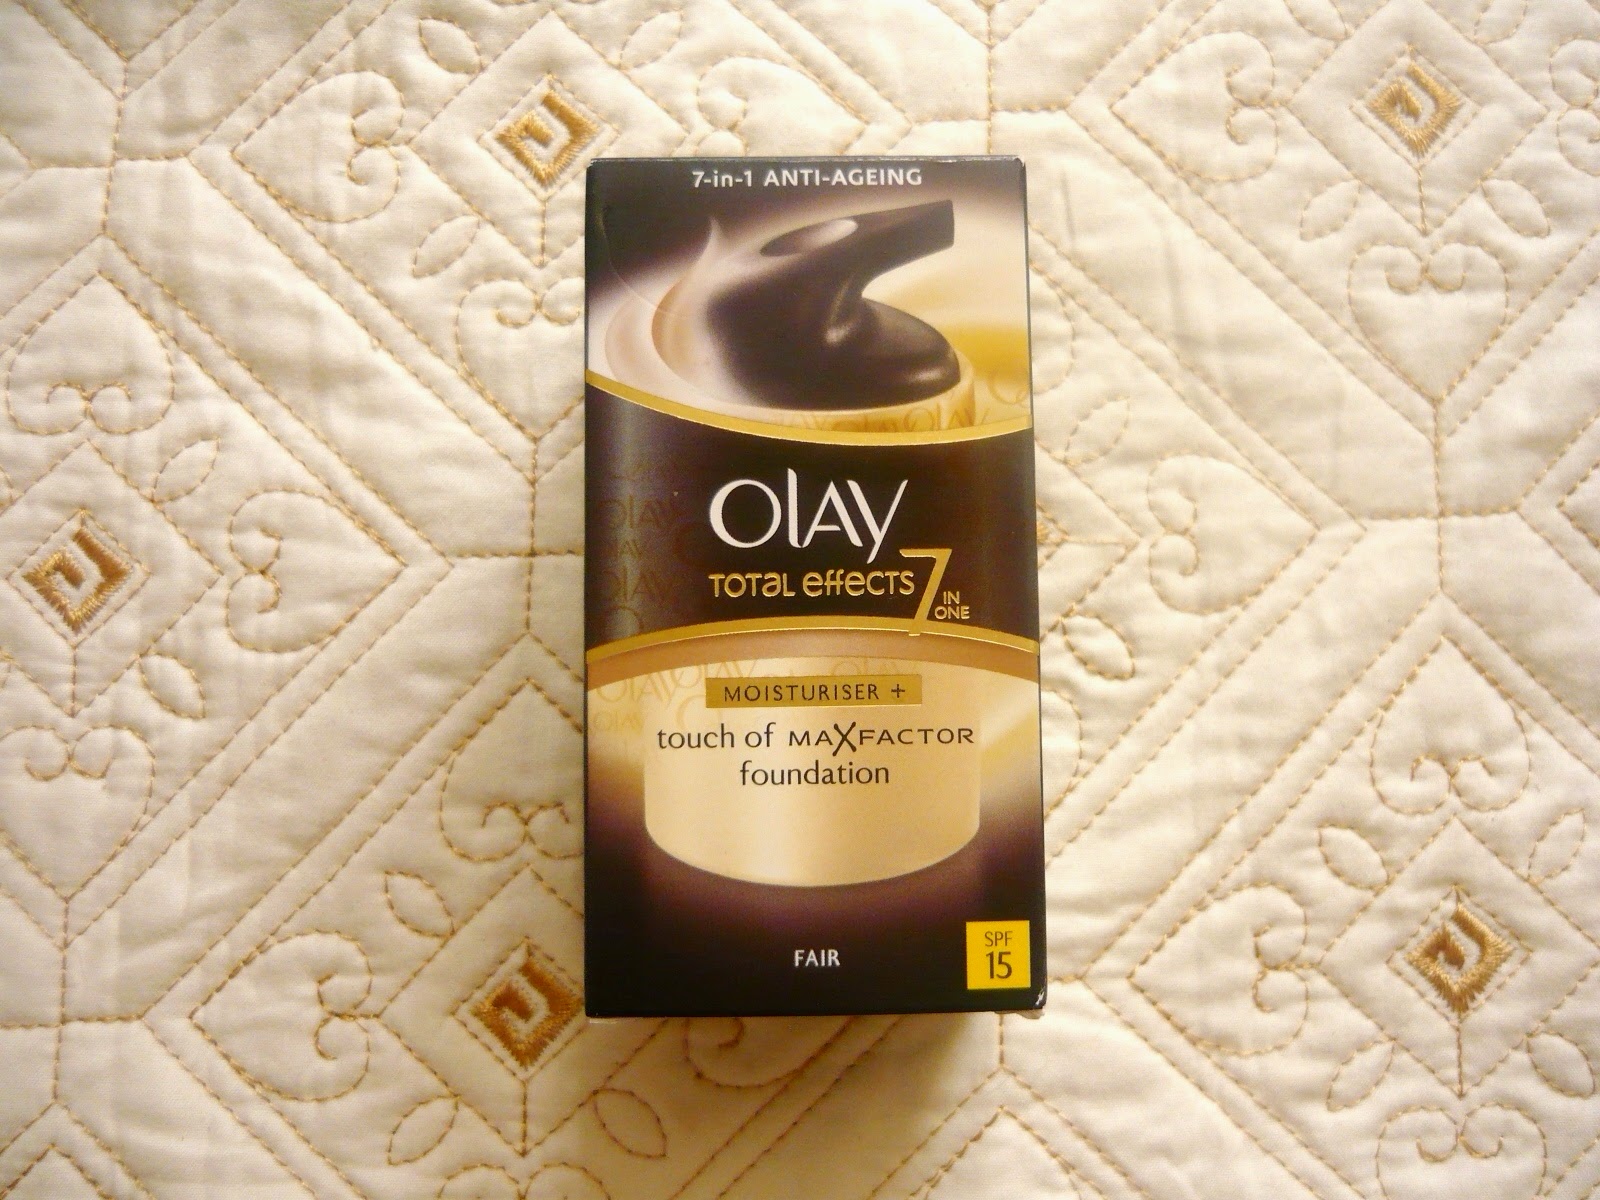 7-in-1 ANTI-AGEING
OLAY
TOTAL EFFECTS 7 IN ONE
MOISTURISER +
touch of MAXFACTOR
foundation
FAIR
SPF
15